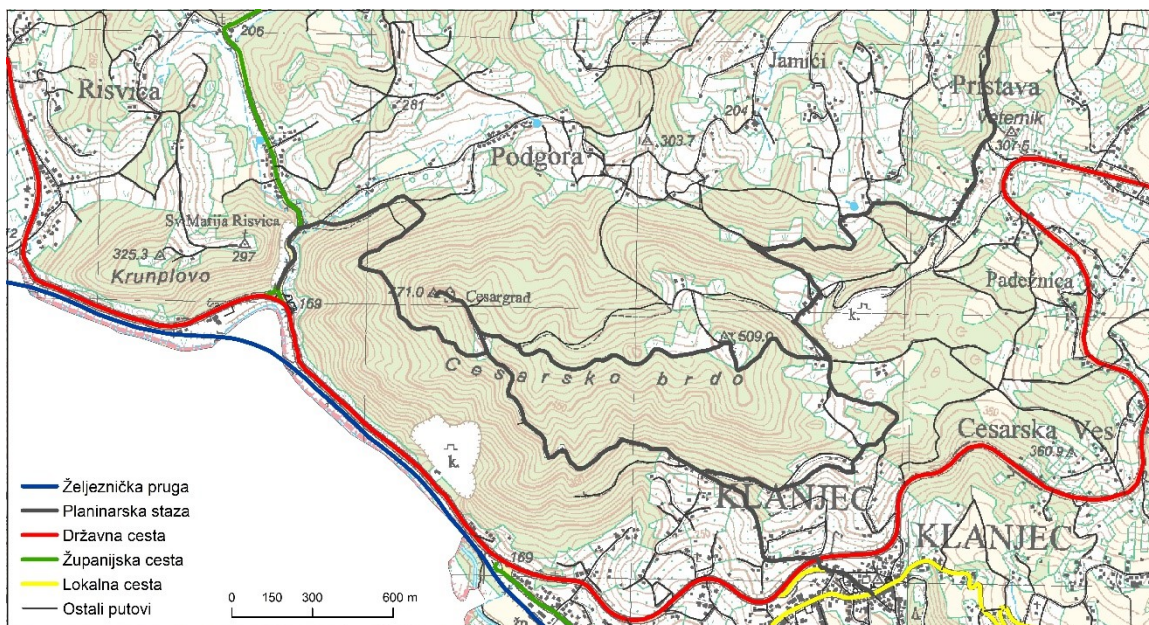 206
Risvica
Jamići
281
204
Pristava
Veternik
307.5
Podgora
303.7
Sv. Marija Risvica
325.3
297
Krunplovo
Padežnica
471.0
Cesargrad
169
k.
509.0
Cesarsko brdo
Cesarska Ves
360.9
350
k.
KLANJEC
KLANJEC
169
Željeznička pruga
Planinarska staza
Državna cesta
Županijska cesta
Lokalna cesta
Ostali putovi
0 150 300 600 m